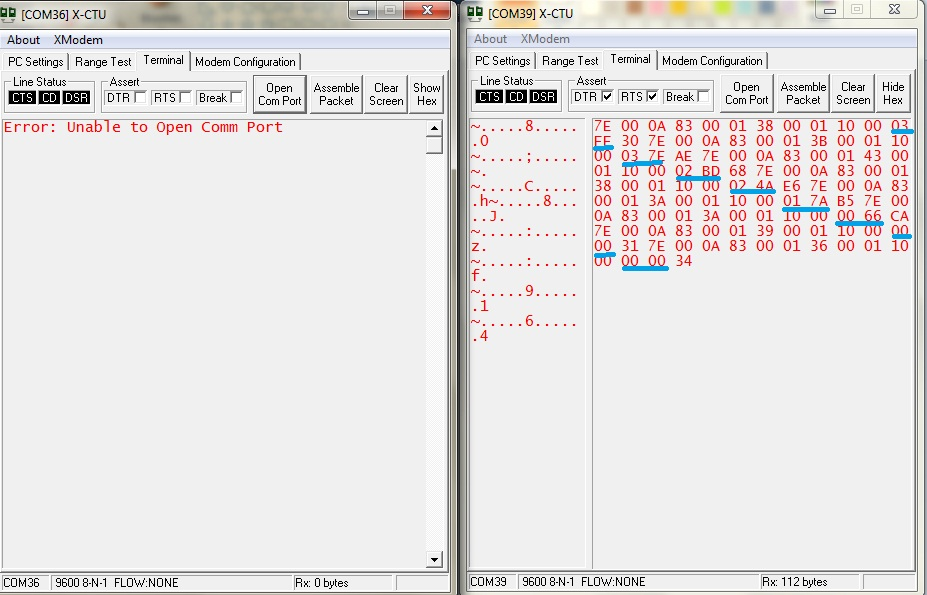 [COM36] X-CTU
About XModem
PC Settings Range Test Terminal Modem Configuration
Line Status
CTS CD DSR
Assert
DTR RTS Break
Open Com Port
Assemble Packet
Clear Screen
Show Hex
Error: Unable to Open Comm Port
COM36 9600 8-N-1 FLOW:NONE Rx: 0 bytes
[COM39] X-CTU
About XModem
PC Settings Range Test Terminal Modem Configuration
Line Status
CTS CD DSR
Assert
DTR RTS Break
Open Com Port
Assemble Packet
Clear Screen
Hide Hex
~.....8.....
.0
~.....;.....
~.
~.....C.....
.h~.....8...
..J.
~.....:.....
z.
~.....:.....
f.
~.....9.....
.1
~.....6.....
.4
7E 00 0A 83 00 01 38 00 01 10 00 03
FF 30 7E 00 0A 83 00 01 3B 00 01 10
00 03 7E AE 7E 00 0A 83 00 01 43 00
01 10 00 02 BD 68 7E 00 0A 83 00 01
38 00 01 10 00 02 4A E6 7E 00 0A 83
00 01 3A 00 01 10 00 01 7A B5 7E 00
0A 83 00 01 3A 00 01 10 00 00 66 CA
7E 00 0A 83 00 01 39 00 01 10 00 00
00 31 7E 00 0A 83 00 01 36 00 01 10
00 00 00 34
COM39 9600 8-N-1 FLOW:NONE Rx: 112 bytes